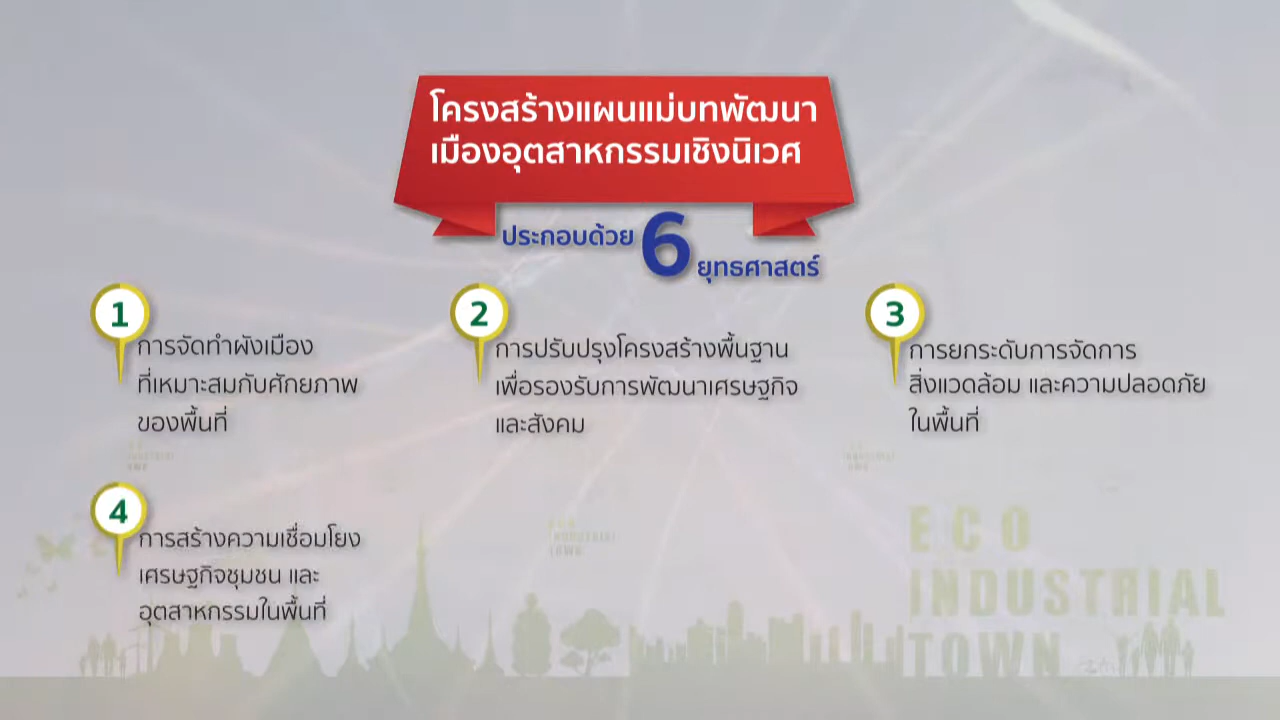 โครงสร้างแผนแม่บทพัฒนา
เมืองอุตสาหกรรมเชิงนิเวศ
ประกอบด้วย 6 ยุทธศาสตร์
1
การจัดทำผังเมือง
ที่เหมาะสมกับศักยภาพ
ของพื้นที่
2
การปรับปรุงโครงสร้างพื้นฐาน
เพื่อรองรับการพัฒนาเศรษฐกิจ
และสังคม
3
การยกระดับการจัดการ
สิ่งแวดล้อม และความปลอดภัย
ในพื้นที่
4
การสร้างความเชื่อมโยง
เศรษฐกิจชุมชน และ
อุตสาหกรรมในพื้นที่
ECO
INDUSTRIAL
TOWN
ECO
INDUSTRIAL
TOWN